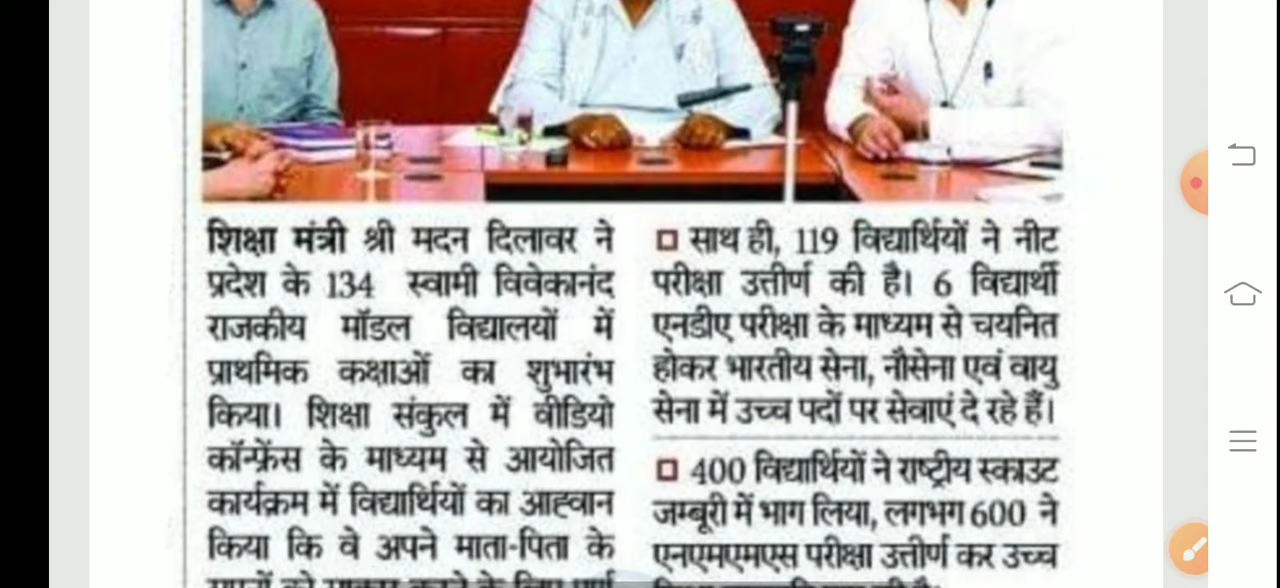 शिक्षा मंत्री श्री मदन दिलावर ने
प्रदेश के 134 स्वामी विवेकानंद
राजकीय मॉडल विद्यालयों में
प्राथमिक कक्षाओं का शुभारंभ
किया। शिक्षा संकुल में वीडियो
कॉन्फ्रेंस के माध्यम से आयोजित
कार्यक्रम में विद्यार्थियों का आह्वान
किया कि वे अपने माता-पिता के
साथ ही, 119 विद्यार्थियों ने नीट
परीक्षा उत्तीर्ण की है। 6 विद्यार्थी
एनडीए परीक्षा के माध्यम से चयनित
होकर भारतीय सेना, नौसेना एवं वायु
सेना में उच्च पदों पर सेवाएं दे रहे हैं।
400 विद्यार्थियों ने राष्ट्रीय स्काउट
जम्बूरी में भाग लिया, लगभग 600 ने
एनएमएमएस परीक्षा उत्तीर्ण कर उच्च